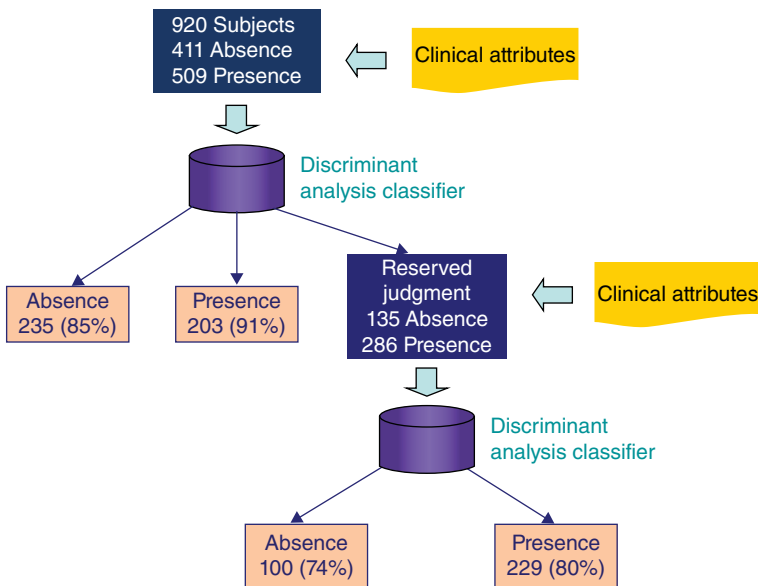 920 Subjects
411 Absence
509 Presence
Clinical attributes
Discriminant
analysis classifier
Absence
235 (85%)
Presence
203 (91%)
Reserved
judgment
135 Absence
286 Presence
Clinical attributes
Discriminant
analysis classifier
Absence
100 (74%)
Presence
229 (80%)